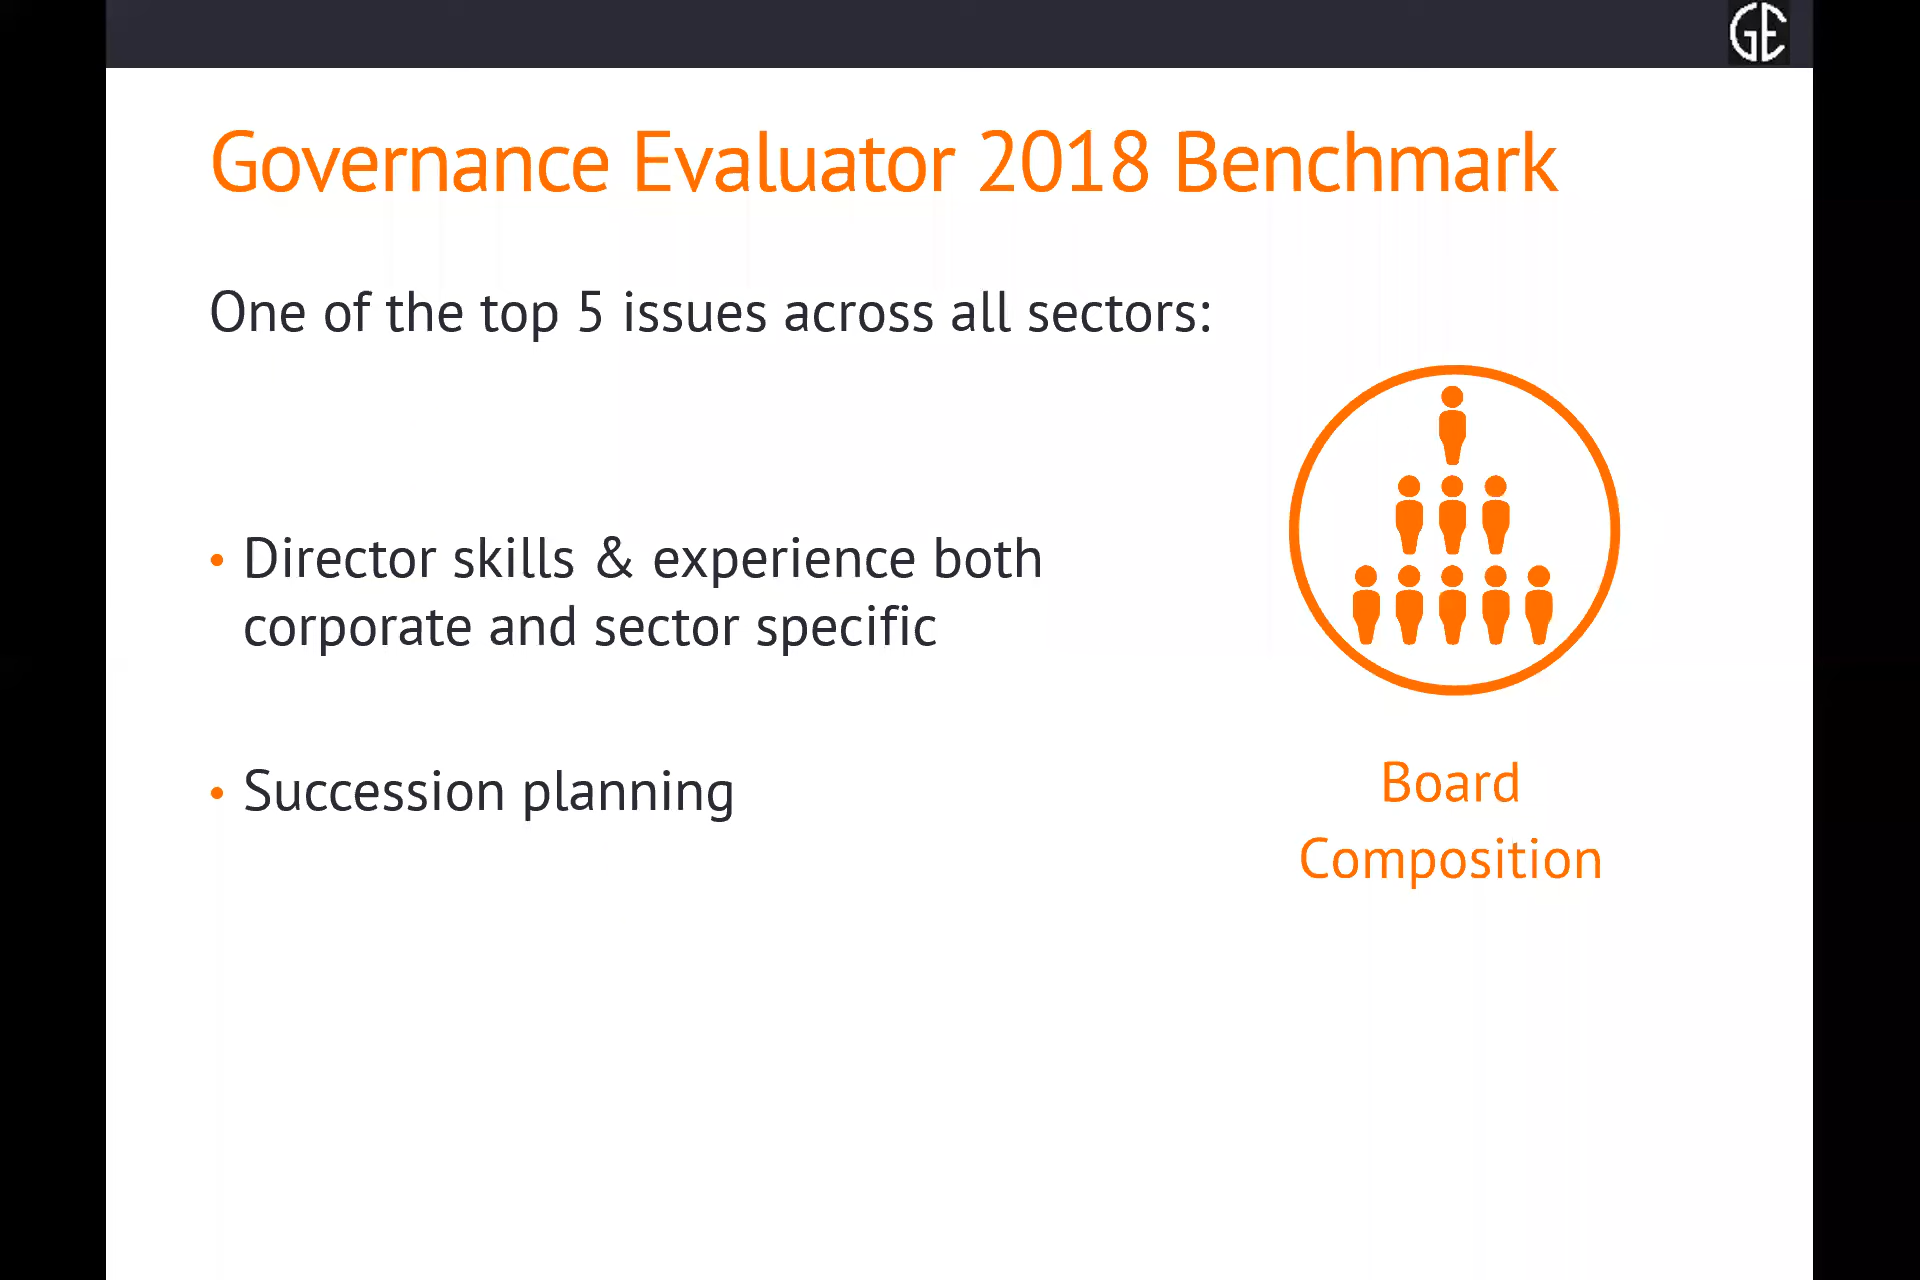 GE
Governance Evaluator 2018 Benchmark
One of the top 5 issues across all sectors:
• Director skills & experience both
corporate and sector specific
• Succession planning
Board
Composition